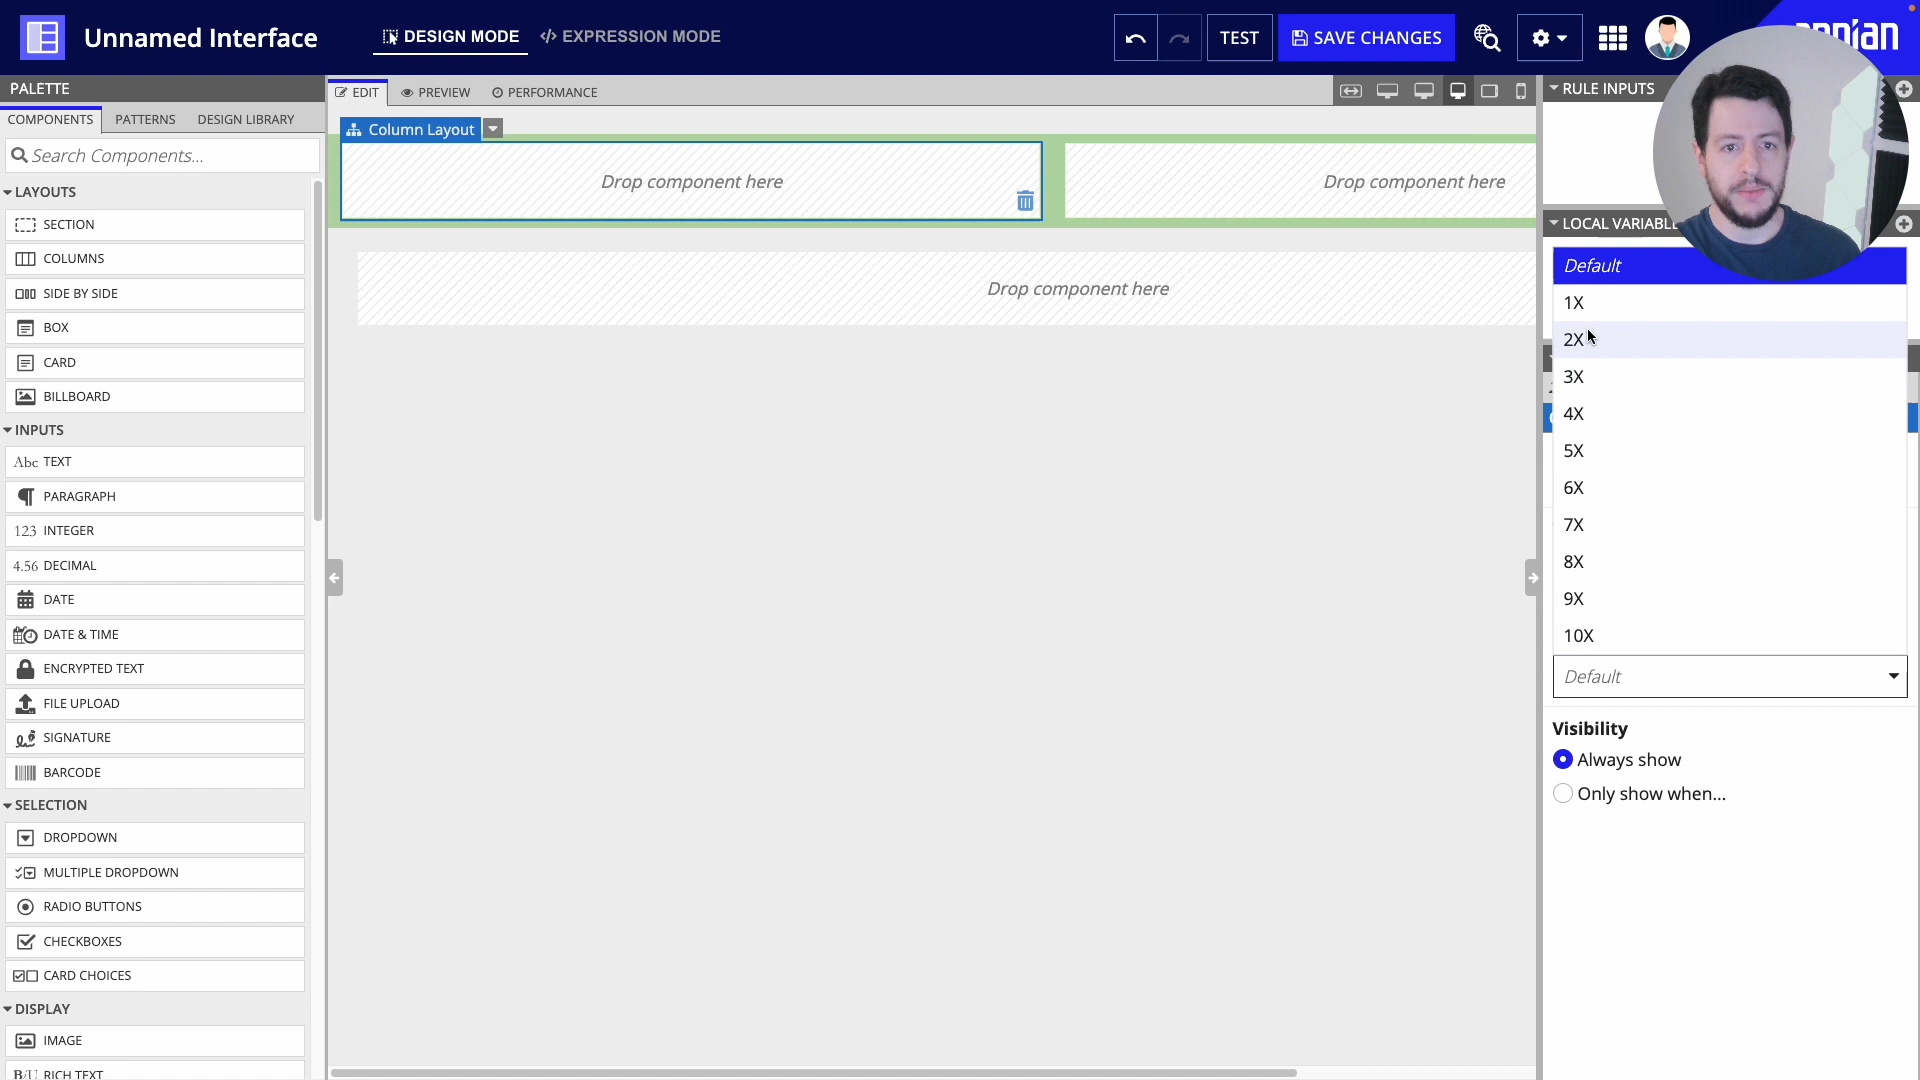 Unnamed Interface
DESIGN MODE
</> EXPRESSION MODE
TEST
SAVE CHANGES
PALETTE
COMPONENTS
PATTERNS
DESIGN LIBRARY
Search Components...
LAYOUTS
SECTION
COLUMNS
SIDE BY SIDE
BOX
CARD
BILLBOARD
INPUTS
Abc TEXT
PARAGRAPH
123 INTEGER
4.56 DECIMAL
DATE
DATE & TIME
ENCRYPTED TEXT
FILE UPLOAD
SIGNATURE
BARCODE
SELECTION
DROPDOWN
MULTIPLE DROPDOWN
RADIO BUTTONS
CHECKBOXES
CARD CHOICES
DISPLAY
IMAGE
B/U RICH TEXT
EDIT
PREVIEW
PERFORMANCE
Column Layout
Drop component here
Drop component here
Drop component here
RULE INPUTS
LOCAL VARIABLE
Default
1X
2X
3X
4X
5X
6X
7X
8X
9X
10X
Default
Visibility
Always show
Only show when...